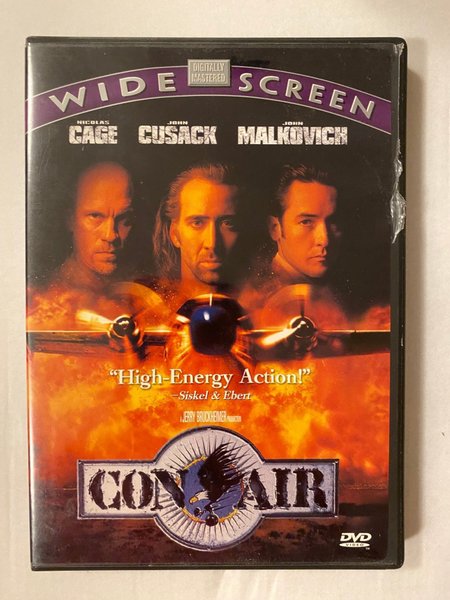 DIGITALLY
MASTERED
WIDE SCREEN
NICOLAS CAGE JOHN CUSACK JOHN MALKOVICH
"High-Energy Action!"
–Siskel & Ebert
A JERRY BRUCKHEIMER PRODUCTION
CON AIR
DVD
VIDEO
TM